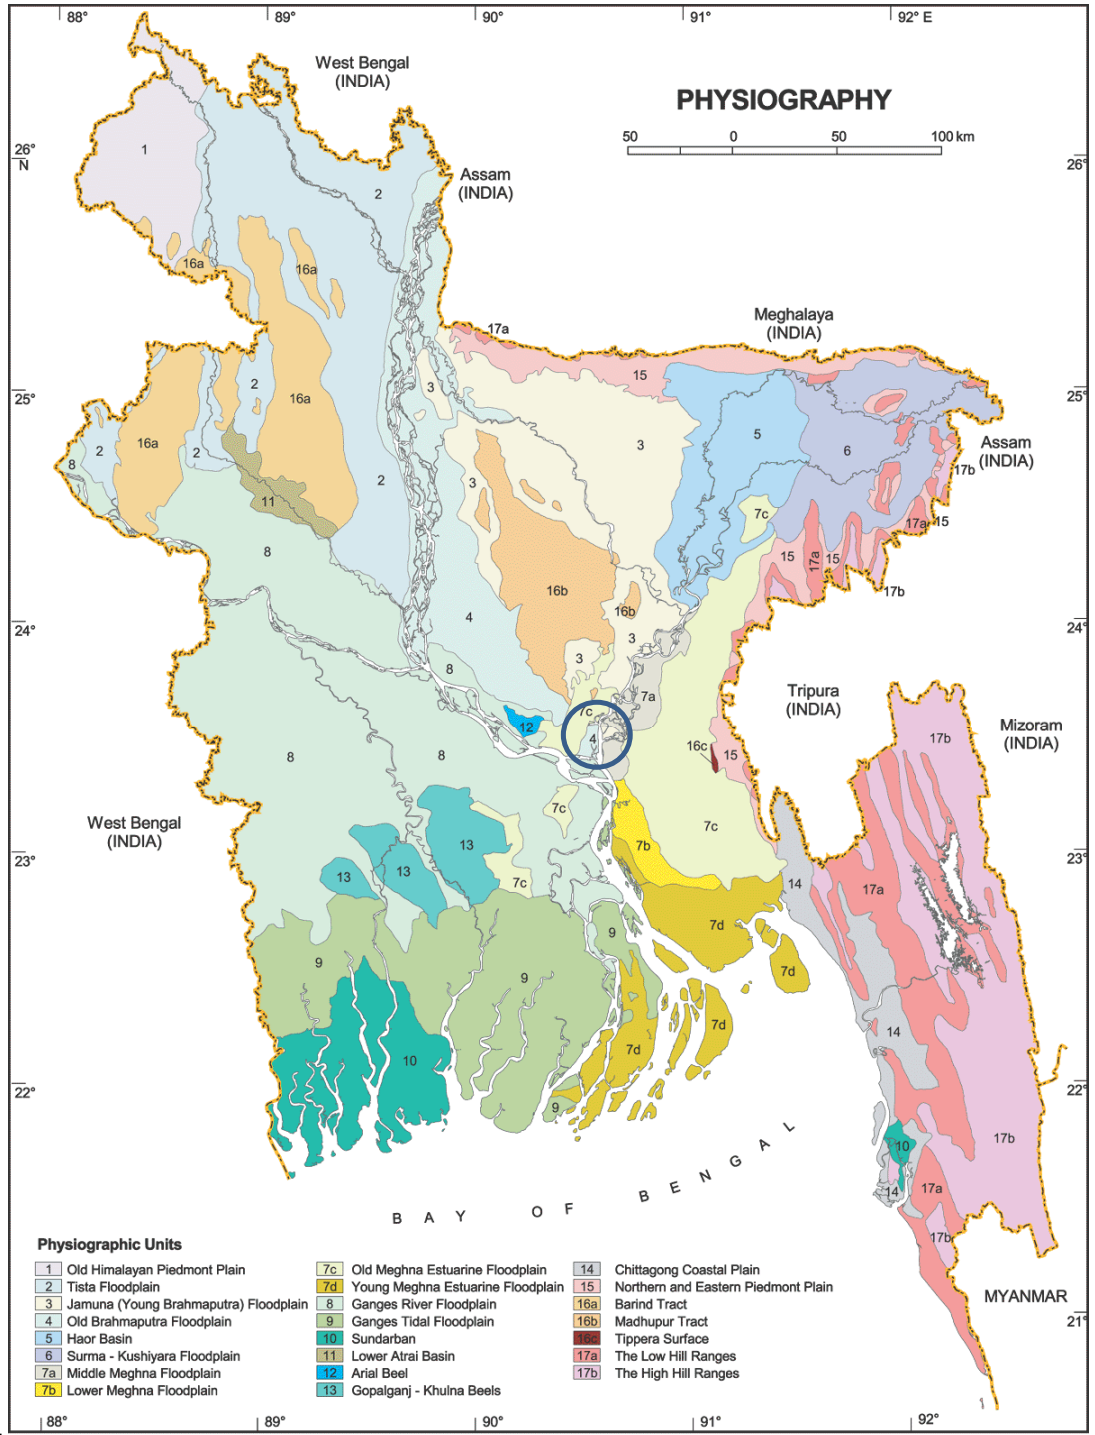 88°
89°
90°
91°
92° E
West Bengal
(INDIA)
PHYSIOGRAPHY
50
0
50
100 km
26°
N
26°
1
2
Assam
(INDIA)
16a
16a
Meghalaya
(INDIA)
17a
15
3
25°
25°
2
16a
3
5
6
Assam
(INDIA)
16a
2
2
8
2
3
17b
11
7c
17a
15
8
15
17a
15
16b
17b
4
16b
24°
24°
3
3
8
7a
Tripura
(INDIA)
Mizoram
(INDIA)
7c
12
4
17b
16c
15
8
8
7c
7c
West Bengal
(INDIA)
13
7b
23°
23°
13
13
7c
14
17a
7d
9
9
9
7d
7d
14
7d
10
22°
22°
9
10
17b
14
17a
17b
BAY OF BENGAL
MYANMAR
21°
21°
Physiographic Units
1 Old Himalayan Piedmont Plain
2 Tista Floodplain
3 Jamuna (Young Brahmaputra) Floodplain
4 Old Brahmaputra Floodplain
5 Haor Basin
6 Surma - Kushiyara Floodplain
7a Middle Meghna Floodplain
7b Lower Meghna Floodplain
7c Old Meghna Estuarine Floodplain
7d Young Meghna Estuarine Floodplain
8 Ganges River Floodplain
9 Ganges Tidal Floodplain
10 Sundarban
11 Lower Atrai Basin
12 Arial Beel
13 Gopalganj - Khulna Beels
14 Chittagong Coastal Plain
15 Northern and Eastern Piedmont Plain
16a Barind Tract
16b Madhupur Tract
16c Tippera Surface
17a The Low Hill Ranges
17b The High Hill Ranges
88°
89°
90°
91°
92°